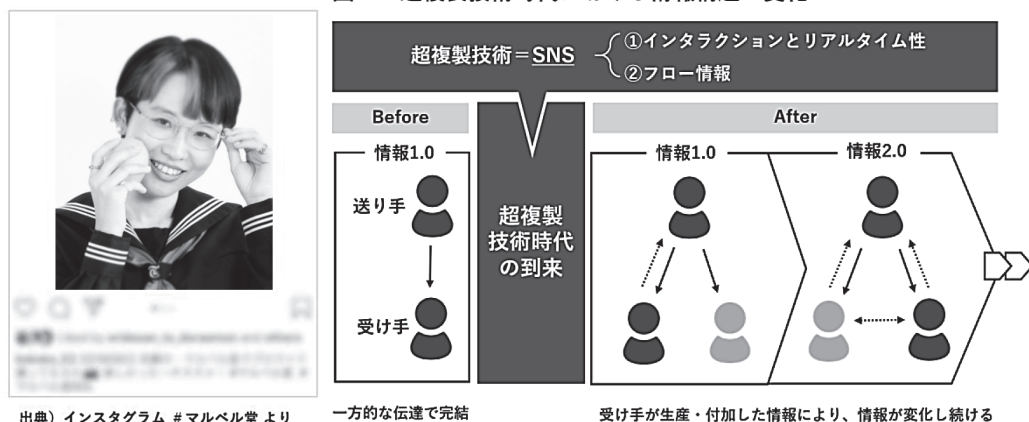 超複製技術＝SNS
①インタラクションとリアルタイム性
②フロー情報
Before
After
情報1.0
送り手
受け手
超複製
技術時代
の到来
情報1.0
情報2.0
出典）インスタグラム ＃マルベル堂 より
一方的な伝達で完結
受け手が生産・付加した情報により、情報が変化し続ける